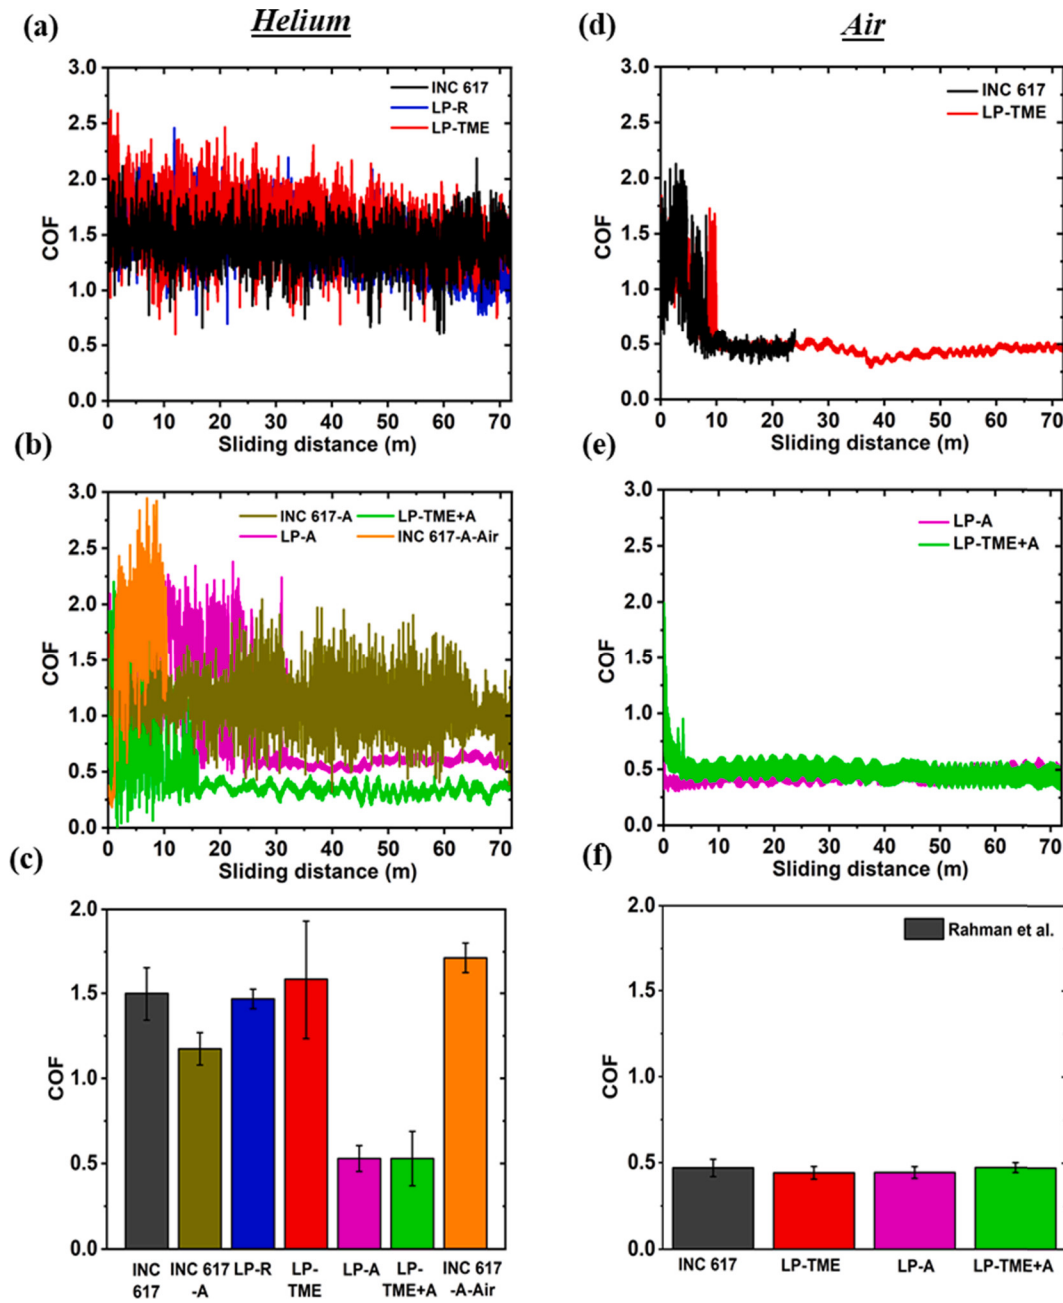 (a)
Helium
3.0
2.5
2.0
1.5
1.0
0.5
0.0
COF
INC 617
LP-R
LP-TME
0 10 20 30 40 50 60 70
Sliding distance (m)
(d)
Air
3.0
2.5
2.0
1.5
1.0
0.5
0.0
COF
INC 617
LP-TME
0 10 20 30 40 50 60 70
Sliding distance (m)
(b)
3.0
2.5
2.0
1.5
1.0
0.5
0.0
COF
INC 617-A LP-TME+A
LP-A INC 617-A-Air
0 10 20 30 40 50 60 70
Sliding distance (m)
(e)
3.0
2.5
2.0
1.5
1.0
0.5
0.0
COF
LP-A
LP-TME+A
0 10 20 30 40 50 60 70
Sliding distance (m)
(c)
2.0
1.5
1.0
0.5
0.0
COF
INC 617
INC 617 -A
LP-R
LP- TME
LP-A
LP- TME+A
INC 617 -A-Air
(f)
2.0
1.5
1.0
0.5
0.0
COF
Rahman et al.
INC 617 LP-TME LP-A LP-TME+A